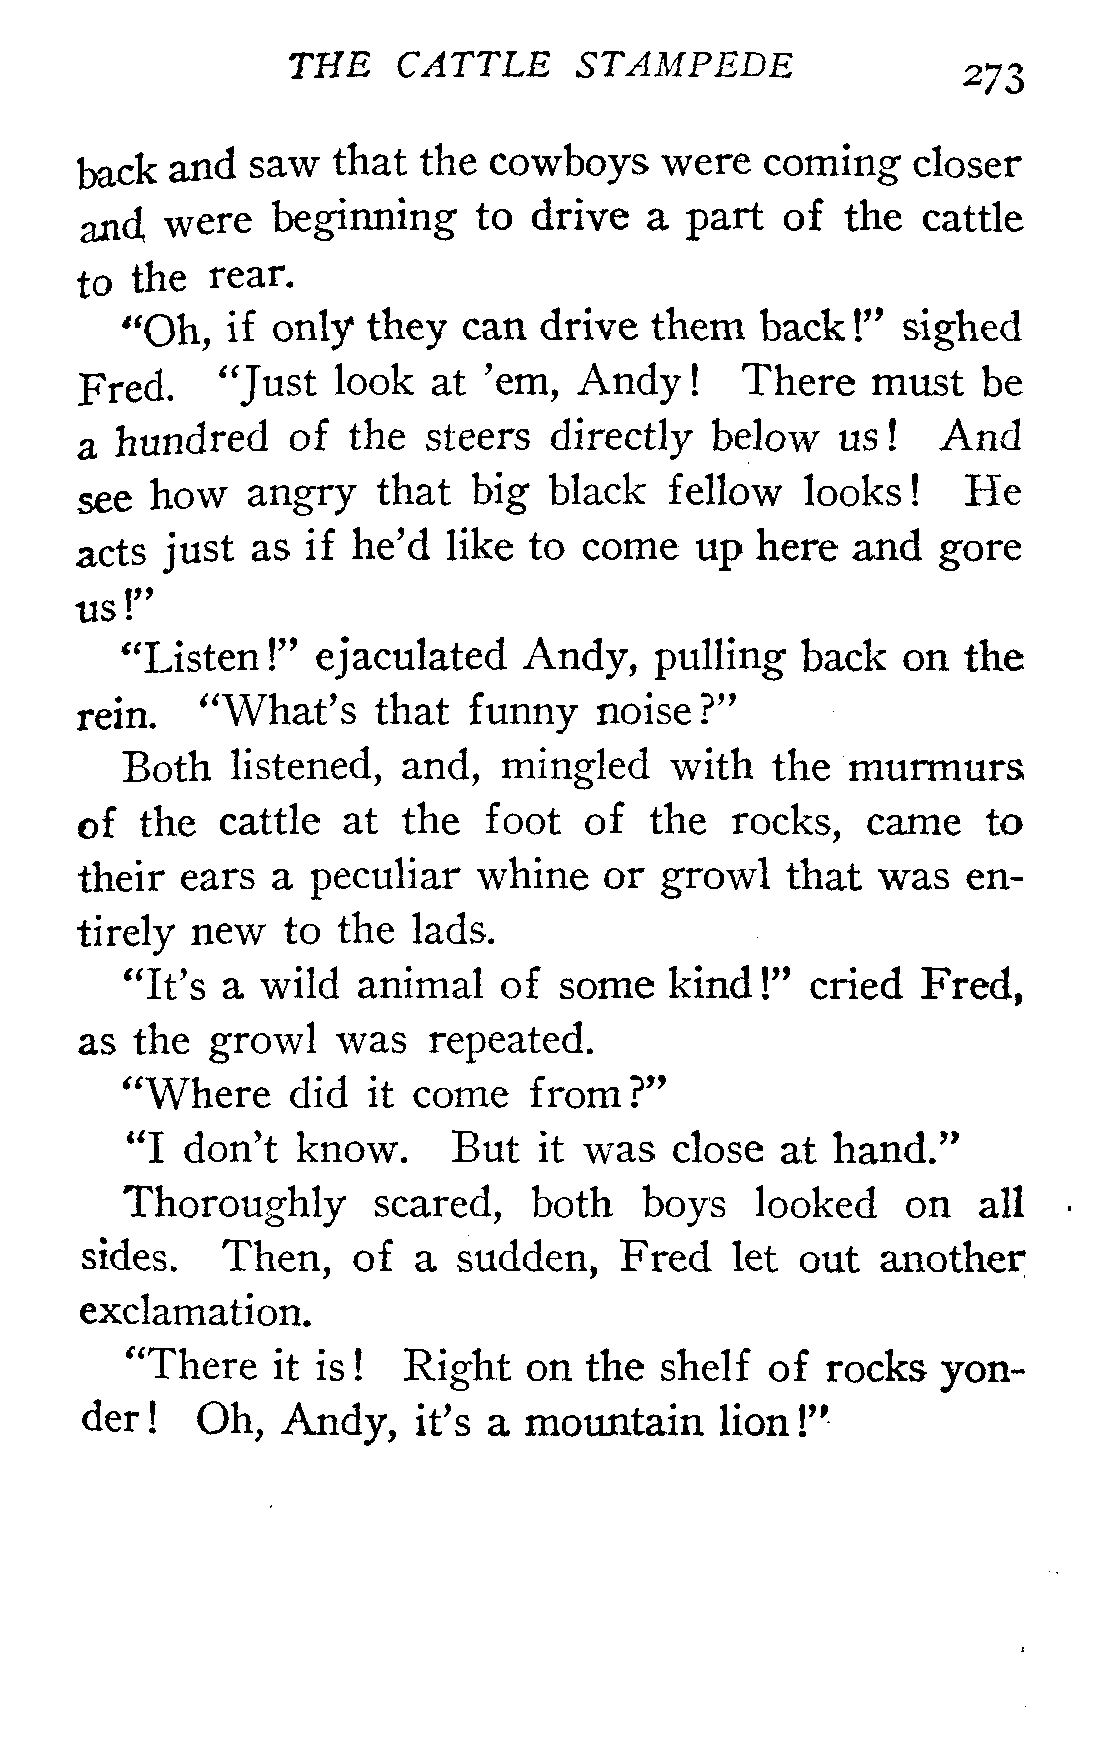 THE CATTLE STAMPEDE 273
back and saw that the cowboys were coming closer
and were beginning to drive a part of the cattle
to the rear.
“Oh, if only they can drive them back!” sighed
Fred. “Just look at ’em, Andy! There must be
a hundred of the steers directly below us! And
see how angry that big black fellow looks! He
acts just as if he’d like to come up here and gore
us!”
“Listen!” ejaculated Andy, pulling back on the
rein. “What’s that funny noise?”
Both listened, and, mingled with the murmurs
of the cattle at the foot of the rocks, came to
their ears a peculiar whine or growl that was en-
tirely new to the lads.
“It’s a wild animal of some kind!” cried Fred,
as the growl was repeated.
“Where did it come from?”
“I don’t know. But it was close at hand.”
Thoroughly scared, both boys looked on all
sides. Then, of a sudden, Fred let out another
exclamation.
“There it is! Right on the shelf of rocks yon-
der! Oh, Andy, it’s a mountain lion!”